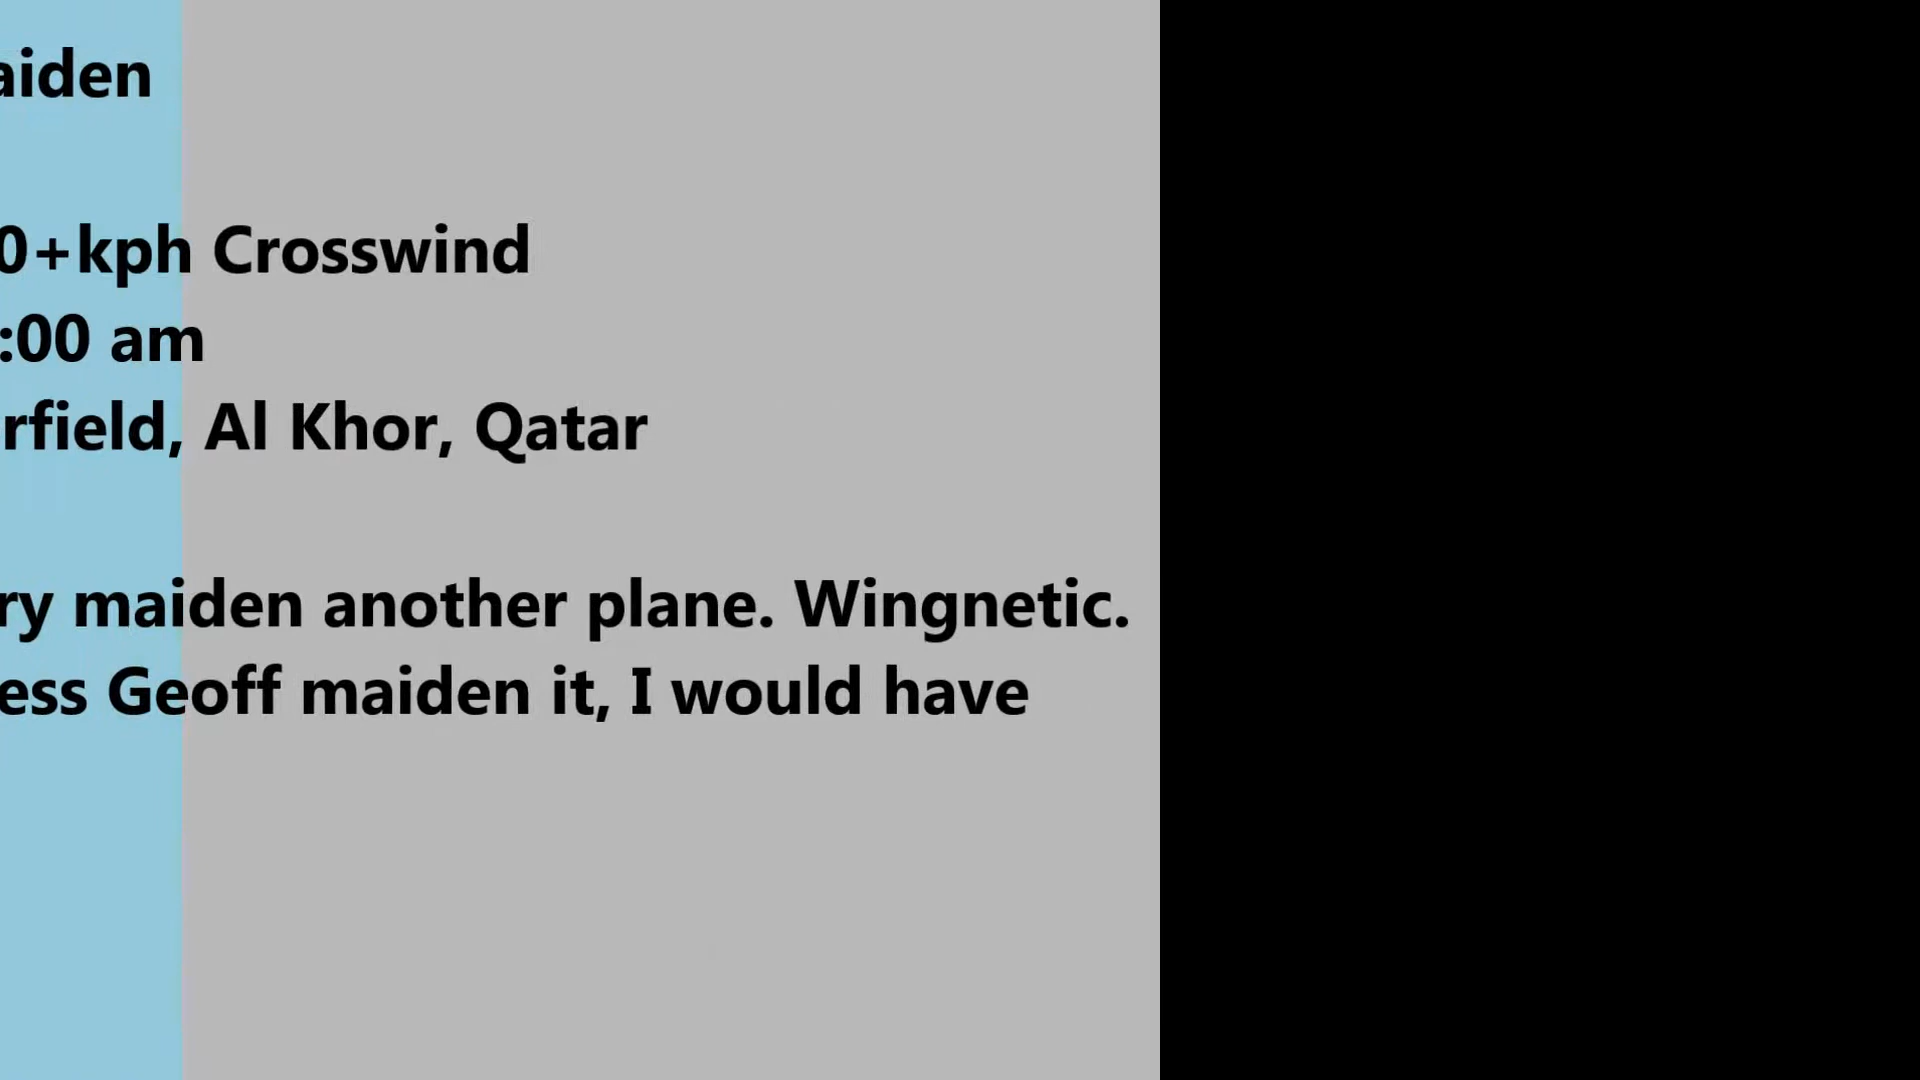 aiden
0+kph Crosswind
:00 am
rfield, Al Khor, Qatar
ry maiden another plane. Wingnetic.
ess Geoff maiden it, I would have